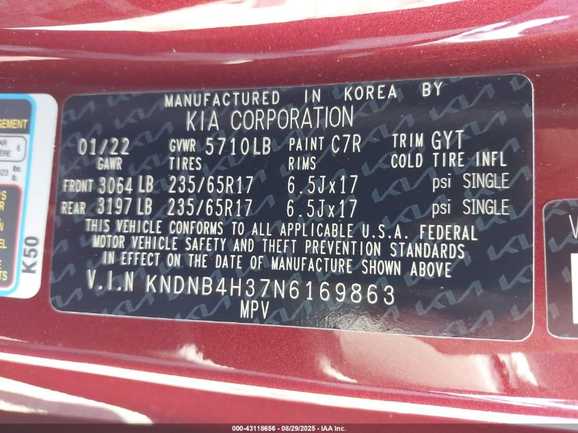 MANUFACTURED IN KOREA BY
KIA CORPORATION
01/22 GVWR 5710LB PAINT C7R TRIM GYT
GAWR TIRES RIMS COLD TIRE INFL
FRONT 3064 LB 235/65R17 6.5Jx17 psi SINGLE
REAR 3197 LB 235/65R17 6.5Jx17 psi SINGLE
THIS VEHICLE CONFORMS TO ALL APPLICABLE U.S.A. FEDERAL
MOTOR VEHICLE SAFETY AND THEFT PREVENTION STANDARDS
IN EFFECT ON THE DATE OF MANUFACTURE SHOWN ABOVE
V.I.N KNDNB4H37N6169863
MPV
K50
000-43118656 - 08/29/2025 - IAA Inc.